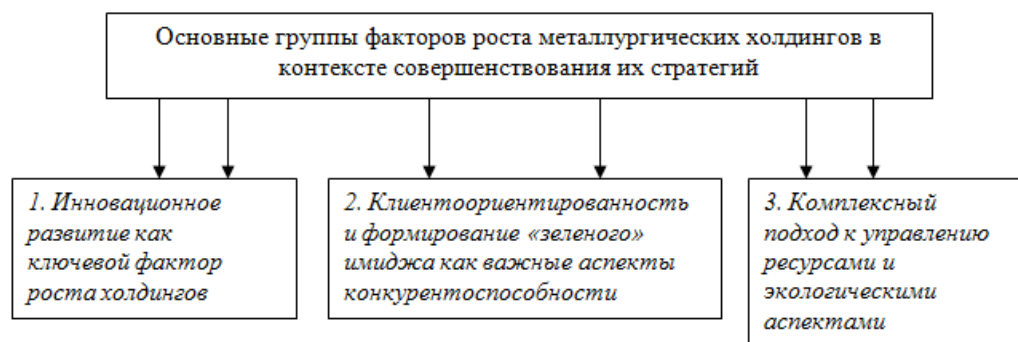 Основные группы факторов роста металлургических холдингов в
контексте совершенствования их стратегий
1. Инновационное
развитие как
ключевой фактор
роста холдингов
2. Клиентоориентированность
и формирование «зеленого»
имиджа как важные аспекты
конкурентоспособности
3. Комплексный
подход к управлению
ресурсами и
экологическими
аспектами